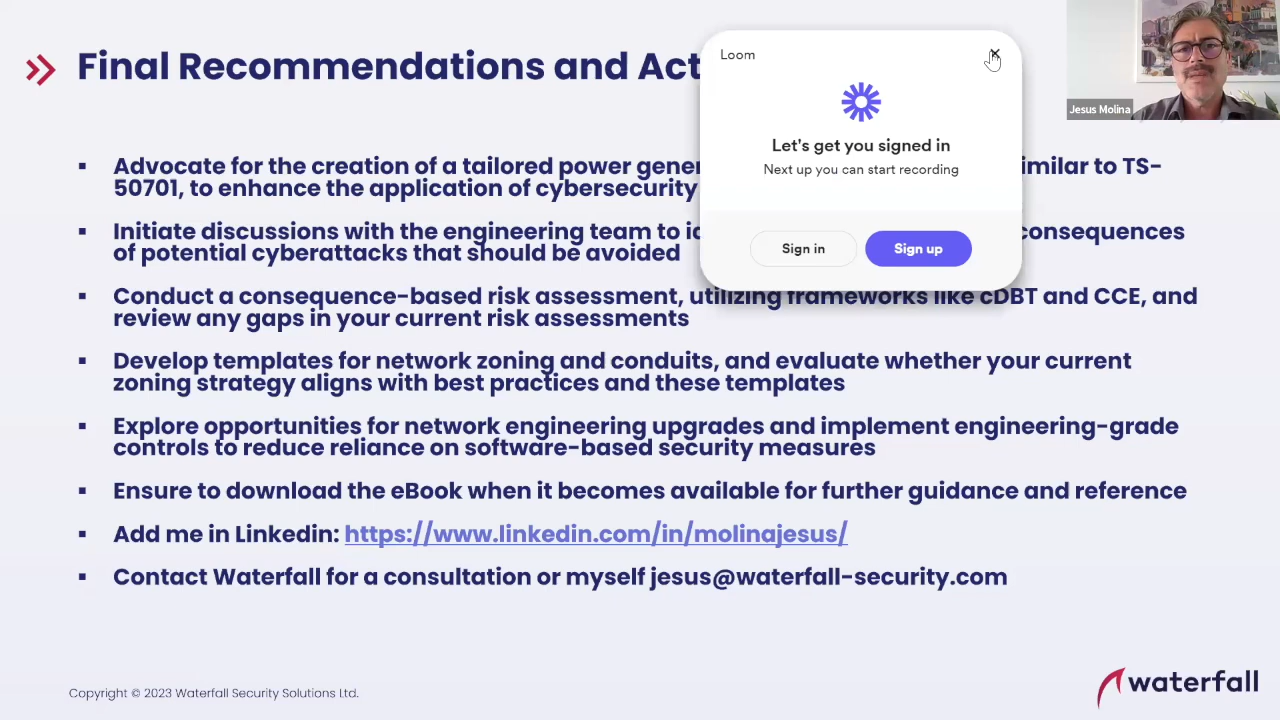 Final Recommendations and Act
Loom
Jesus Molina
Let's get you signed in
Next up you can start recording
Sign in
Sign up
▪ Advocate for the creation of a tailored power gener imilar to TS-
50701, to enhance the application of cybersecurity
▪ Initiate discussions with the engineering team to ic consequences
of potential cyberattacks that should be avoided
▪ Conduct a consequence-based risk assessment, utilizing frameworks like cDBT and CCE, and
review any gaps in your current risk assessments
▪ Develop templates for network zoning and conduits, and evaluate whether your current
zoning strategy aligns with best practices and these templates
▪ Explore opportunities for network engineering upgrades and implement engineering-grade
controls to reduce reliance on software-based security measures
▪ Ensure to download the eBook when it becomes available for further guidance and reference
▪ Add me in Linkedin: https://www.linkedin.com/in/molinajesus/
▪ Contact Waterfall for a consultation or myself jesus@waterfall-security.com
Copyright © 2023 Waterfall Security Solutions Ltd.
waterfall